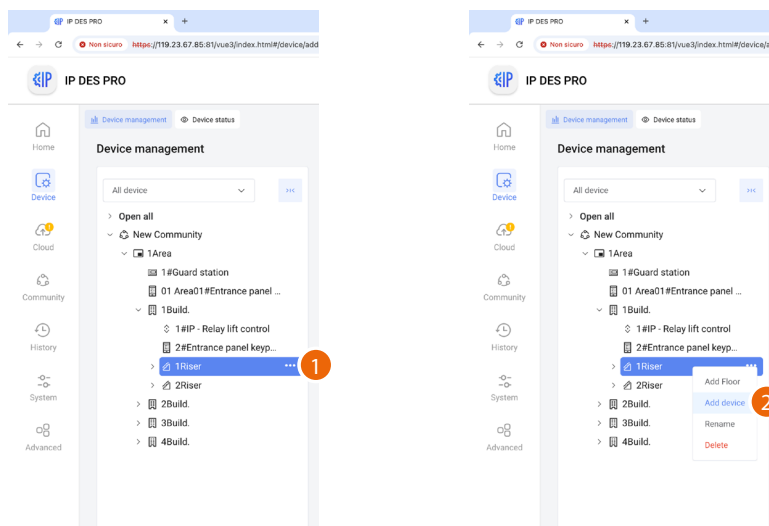 IP DES PRO
Non sicuro https://119.23.67.85:81/vue3/index.html#/device/add
IP IP DES PRO
Device management Device status
Home
Device management
Device
All device
Open all
New Community
Cloud
1Area
1#Guard station
01 Area01#Entrance panel ...
Community
1Build.
1#IP - Relay lift control
History
2#Entrance panel keyp...
1Riser ... 1
2Riser
System
2Build.
3Build.
4Build.
Advanced
IP DES PRO
Non sicuro https://119.23.67.85:81/vue3/index.html#/device/a
IP IP DES PRO
Device management Device status
Home
Device management
Device
All device
Open all
New Community
Cloud
1Area
1#Guard station
01 Area01#Entrance panel ...
Community
1Build.
1#IP - Relay lift control
History
2#Entrance panel keyp...
1Riser ...
2Riser
Add Floor
System
2Build.
Add device 2
3Build.
Rename
4Build.
Delete
Advanced